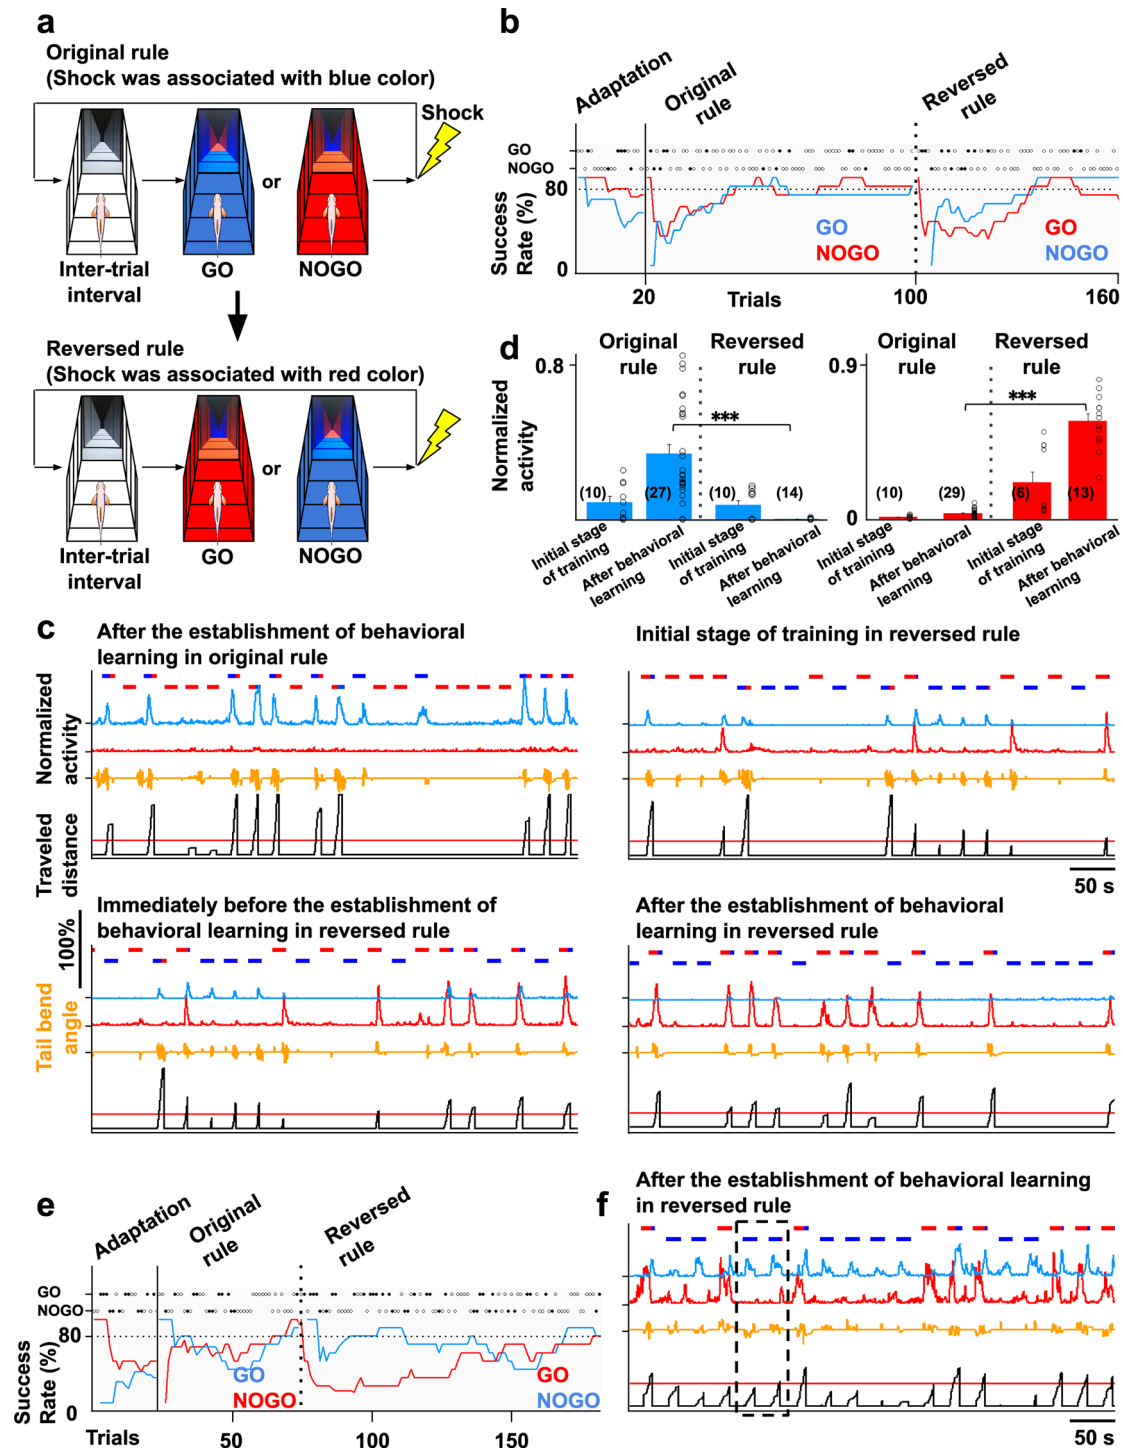 a
Original rule
(Shock was associated with blue color)
Shock
or
Inter-trial
interval
GO
NOGO
Reversed rule
(Shock was associated with red color)
or
Inter-trial
interval
GO
NOGO
b
Adaptation
Original
rule
Reversed
rule
GO
NOGO
80
0
Success
Rate (%)
GO
NOGO
GO
NOGO
20
Trials
100
160
d
Original
rule
Reversed
rule
0.8
Normalized
activity
***
(10)
(27)
(10)
(14)
Initial stage
of training
After behavioral
learning
Initial stage
of training
After behavioral
learning
Original
rule
Reversed
rule
0.9
0
***
(10)
(29)
(6)
(13)
Initial stage
of training
After behavioral
learning
Initial stage
of training
After behavioral
learning
c
After the establishment of behavioral
learning in original rule
Initial stage of training in reversed rule
Normalized
activity
Traveled
distance
50 s
Immediately before the establishment of
behavioral learning in reversed rule
After the establishment of behavioral
learning in reversed rule
100%
Tail bend
angle
e
Adaptation
Original
rule
Reversed
rule
GO
NOGO
80
0
Success
Rate (%)
GO
NOGO
GO
NOGO
Trials
50
100
150
f
After the establishment of behavioral learning
in reversed rule
50 s